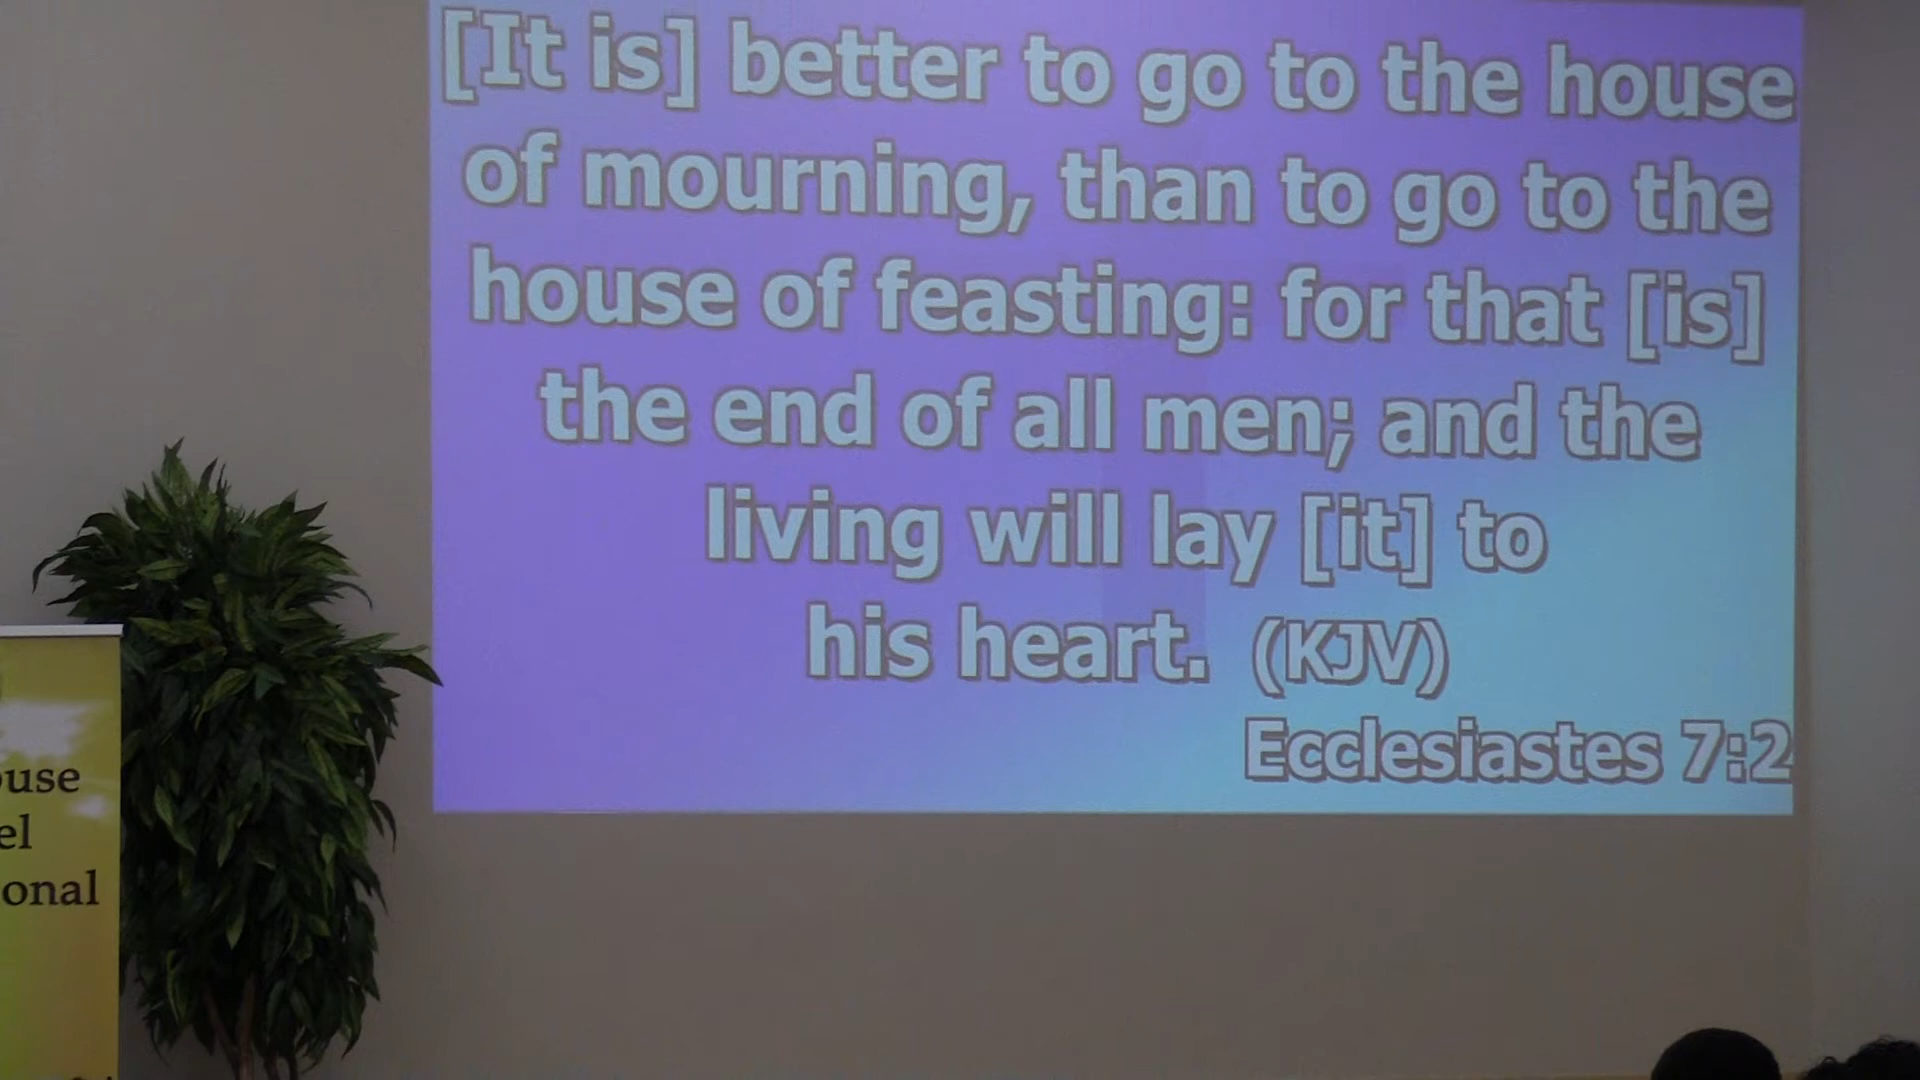 [It is] better to go to the house
of mourning, than to go to the
house of feasting: for that [is]
the end of all men; and the
living will lay [it] to
his heart. (KJV)
Ecclesiastes 7:2
ouse
el
onal